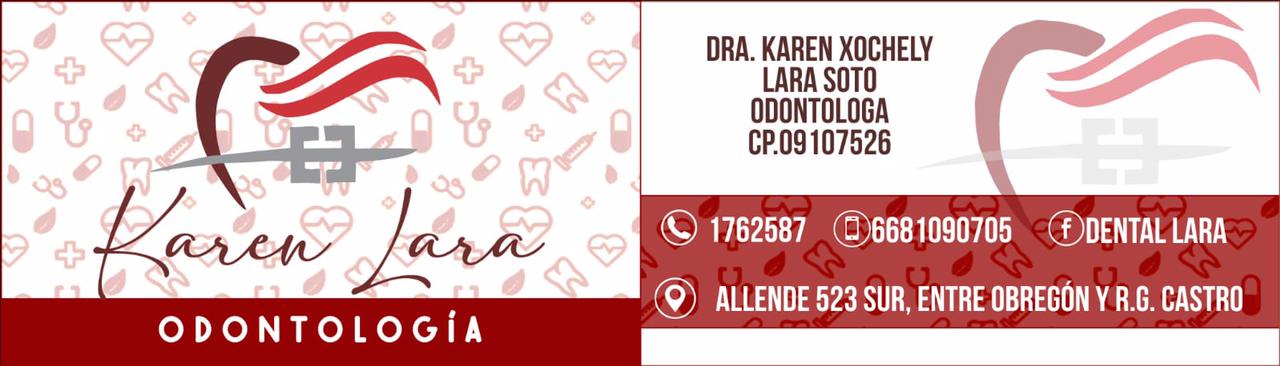 Karen Lara
ODONTOLOGÍA
DRA. KAREN XOCHELY
LARA SOTO
ODONTOLOGA
CP.09107526
1762587 6681090705 DENTAL LARA
ALLENDE 523 SUR, ENTRE OBREGÓN Y R.G. CASTRO